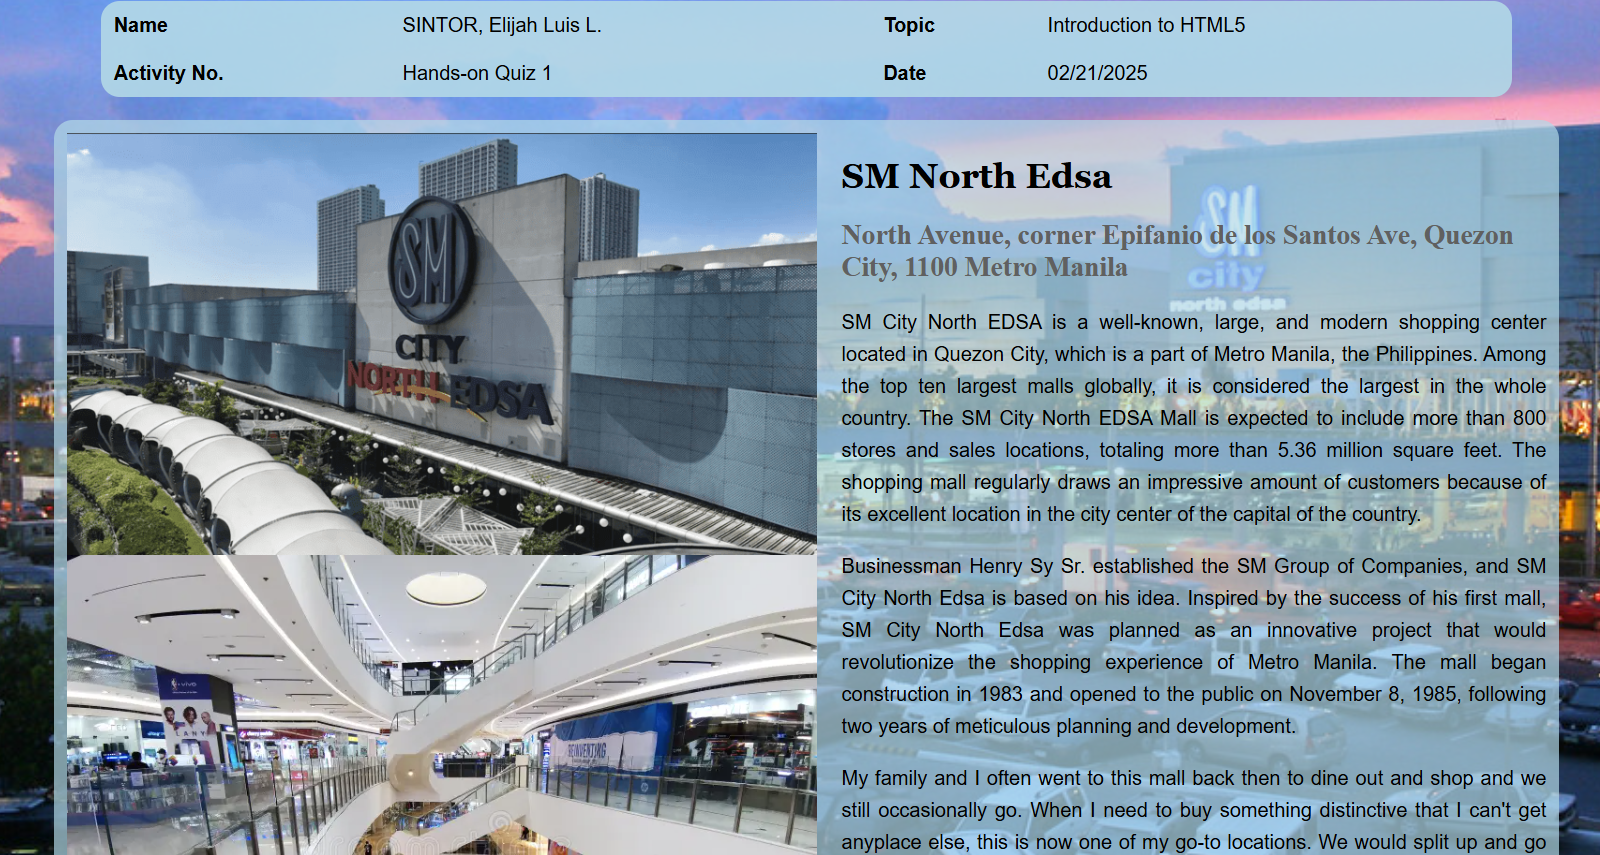 Name SINTOR, Elijah Luis L. Topic Introduction to HTML5
Activity No. Hands-on Quiz 1 Date 02/21/2025
SM
CITY
NORTH EDSA
LANY
REINVENTING
SM North Edsa
North Avenue, corner Epifanio de los Santos Ave, Quezon
City, 1100 Metro Manila
SM
city
north edsa
SM City North EDSA is a well-known, large, and modern shopping center
located in Quezon City, which is a part of Metro Manila, the Philippines. Among
the top ten largest malls globally, it is considered the largest in the whole
country. The SM City North EDSA Mall is expected to include more than 800
stores and sales locations, totaling more than 5.36 million square feet. The
shopping mall regularly draws an impressive amount of customers because of
its excellent location in the city center of the capital of the country.
Businessman Henry Sy Sr. established the SM Group of Companies, and SM
City North Edsa is based on his idea. Inspired by the success of his first mall,
SM City North Edsa was planned as an innovative project that would
revolutionize the shopping experience of Metro Manila. The mall began
construction in 1983 and opened to the public on November 8, 1985, following
two years of meticulous planning and development.
My family and I often went to this mall back then to dine out and shop and we
still occasionally go. When I need to buy something distinctive that I can't get
anyplace else, this is now one of my go-to locations. We would split up and go